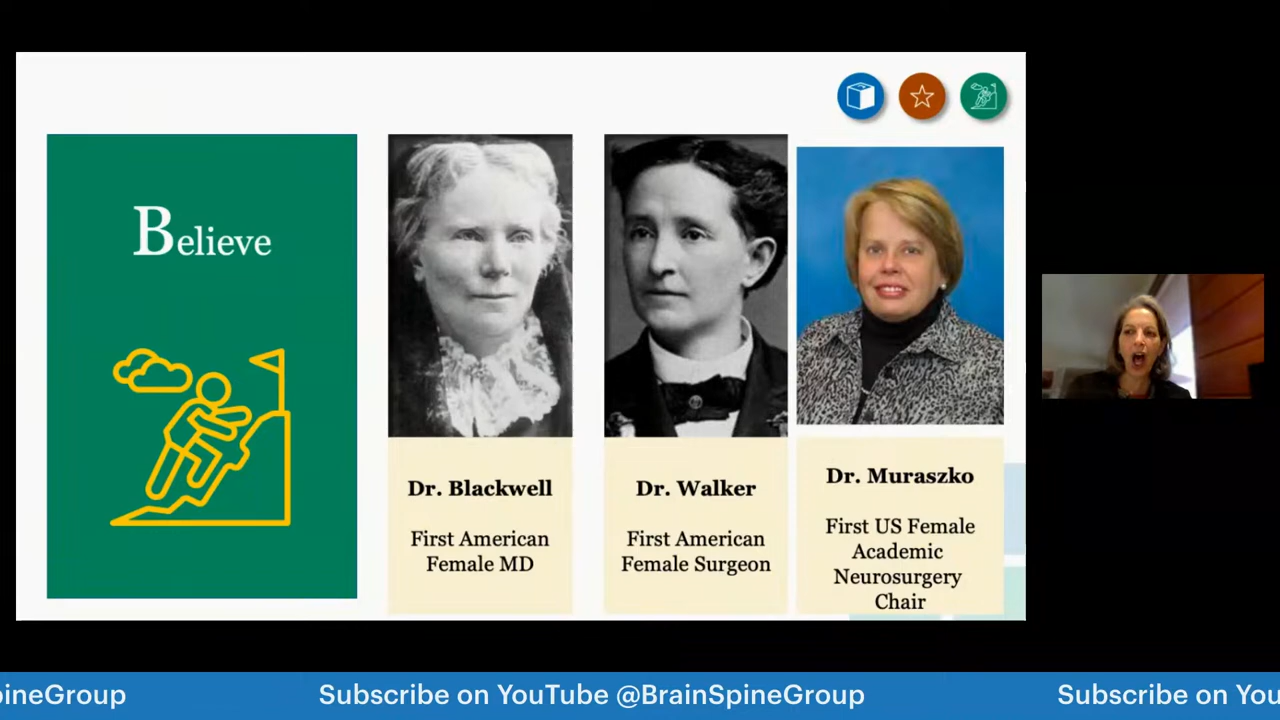 Believe
Dr. Blackwell
First American
Female MD
Dr. Walker
First American
Female Surgeon
Dr. Muraszko
First US Female
Academic
Neurosurgery
Chair
pineGroup
Subscribe on YouTube @BrainSpineGroup
Subscribe on You